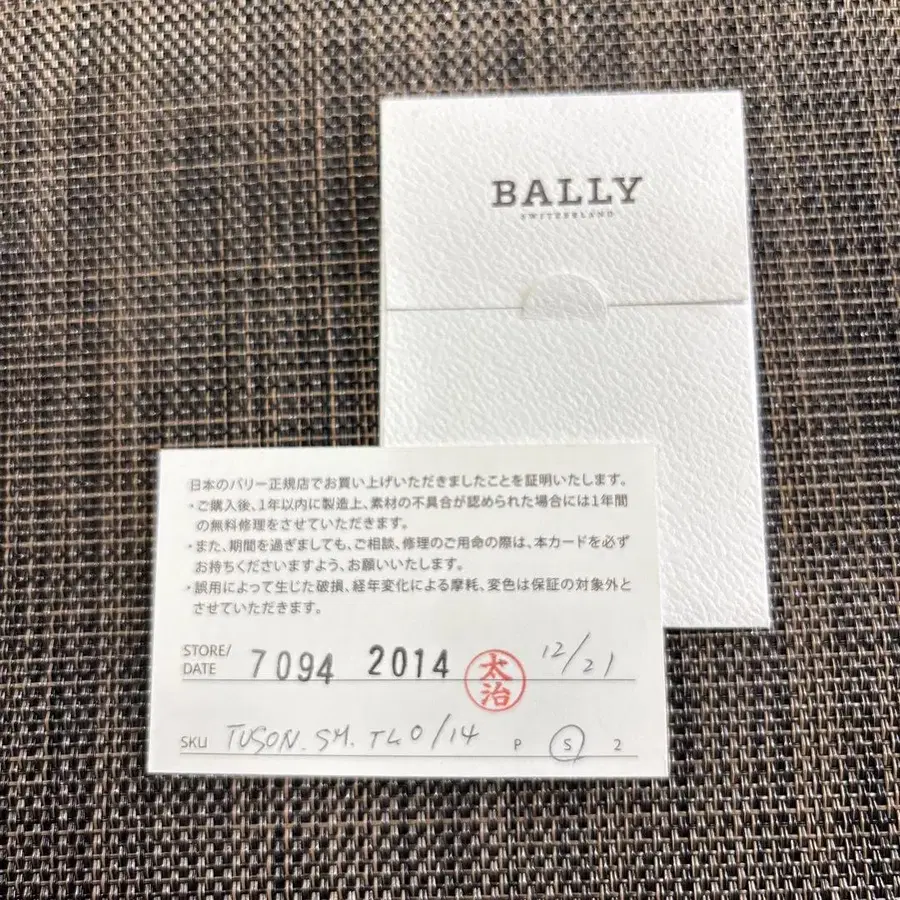 BALLY
SWITZERLAND
日本のバリー正規店でお買い上げいただきましたことを証明いたします。
・ご購入後、1年以内に製造上、素材の不具合が認められた場合には1年間
の無料修理をさせていただきます。
・また、期間を過ぎましても、ご相談、修理のご用命の際は、本カードを必ず
お持ちくださいますよう、お願いいたします。
・誤用によって生じた破損、経年変化による摩耗、変色は保証の対象外と
させていただきます。
STORE/
DATE 7094 2014 太治 12/21
SKU TUSON. SM. TLO/14 P S 2